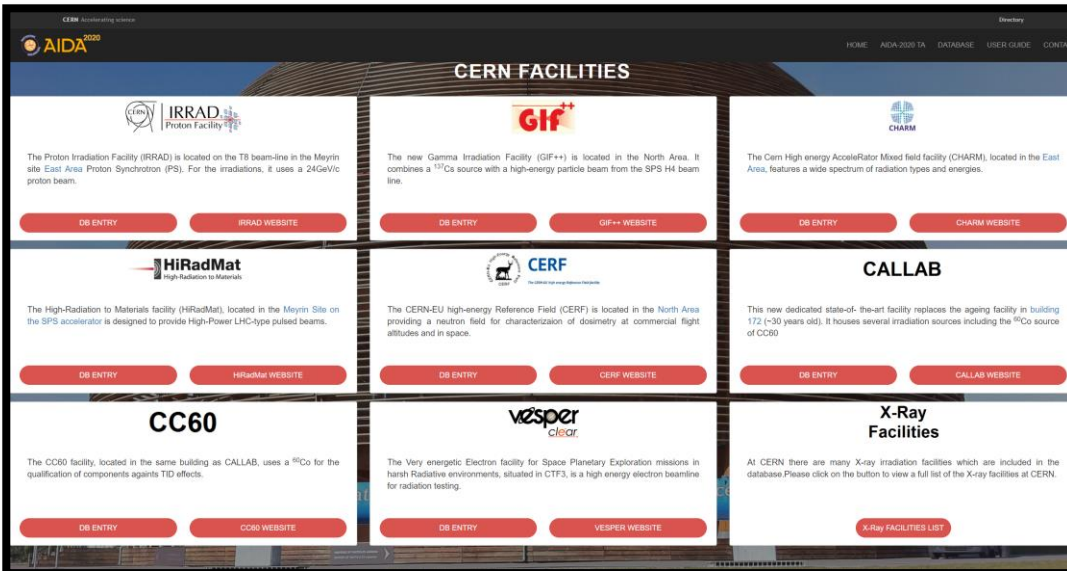 CERN Accelerating science
Directory
AIDA2020
HOME AIDA-2020 TA DATABASE USER GUIDE CONTA
CERN FACILITIES
CERN
IRRAD
Proton Facility
The Proton Irradiation Facility (IRRAD) is located on the T8 beam-line in the Meyrin
site East Area Proton Synchrotron (PS). For the irradiations, it uses a 24GeV/c
proton beam.
DB ENTRY
IRRAD WEBSITE
GIF++
The new Gamma Irradiation Facility (GIF++) is located in the North Area. It
combines a 137Cs source with a high-energy particle beam from the SPS H4 beam
line.
DB ENTRY
GIF++ WEBSITE
CHARM
The Cern High energy AcceleRator Mixed field facility (CHARM), located in the East
Area, features a wide spectrum of radiation types and energies.
DB ENTRY
CHARM WEBSITE
HiRadMat
High-Radiation to Materials
The High-Radiation to Materials facility (HiRadMat), located in the Meyrin Site on
the SPS accelerator is designed to provide High-Power LHC-type pulsed beams.
DB ENTRY
HiRadMat WEBSITE
CERF
The CERN-EU high-energy Reference Field (CERF) is located in the North Area
providing a neutron field for characterizaion of dosimetry at commercial flight
altitudes and in space.
DB ENTRY
CERF WEBSITE
CALLAB
This new dedicated state-of- the-art facility replaces the ageing facility in building
172 (~30 years old). It houses several irradiation sources including the 60Co source
of CC60
DB ENTRY
CALLAB WEBSITE
CC60
The CC60 facility, located in the same building as CALLAB, uses a 60Co for the
qualification of components againts TID effects.
DB ENTRY
CC60 WEBSITE
vesper
clear
The Very energetic Electron facility for Space Planetary Exploration missions in
harsh Radiative environments, situated in CTF3, is a high energy electron beamline
for radiation testing.
DB ENTRY
VESPER WEBSITE
X-Ray
Facilities
At CERN there are many X-ray irradiation facilities which are included in the
database.Please click on the button to view a full list of the X-ray facilities at CERN.
X-Ray FACILITIES LIST